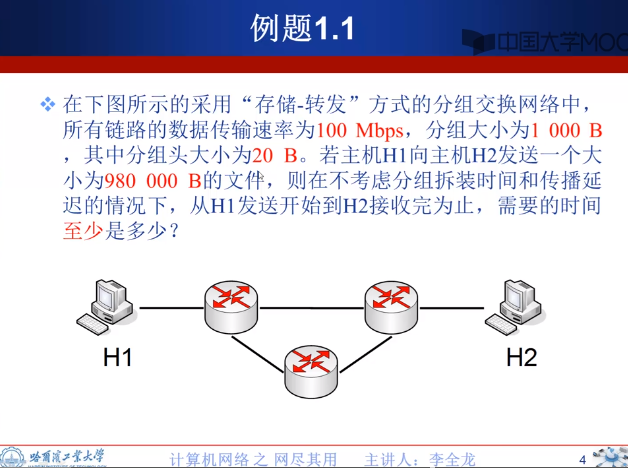 例题1.1
中国大学MOO
在下图所示的采用“存储-转发”方式的分组交换网络中,
所有链路的数据传输速率为100 Mbps，分组大小为1 000 B
，其中分组头大小为20 B。若主机H1向主机H2发送一个大
小为980 000 B的文件，则在不考虑分组拆装时间和传播延
迟的情况下，从H1发送开始到H2接收完为止，需要的时间
至少是多少？
H1
H2
哈尔滨工业大学
计算机网络 之 网尽其用 主讲人：李全龙
4